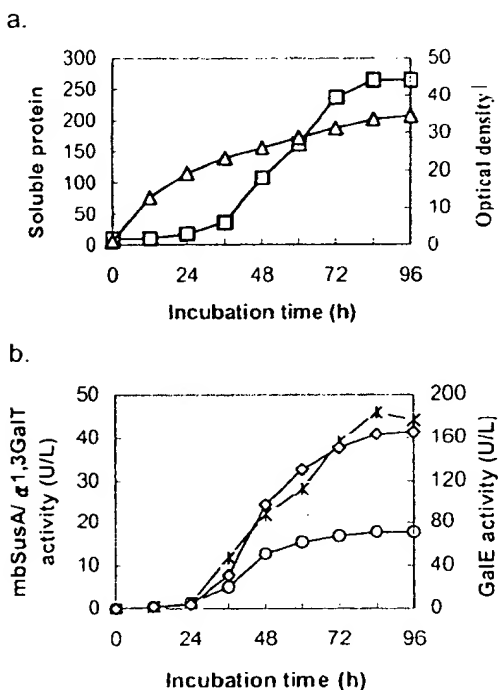 a.
Soluble protein
300
250
200
150
100
50
0
50
40
30
20
10
0
Optical density
0 24 48 72 96
Incubation time (h)
b.
mbSusA/α1,3GalT
activity (U/L)
50
40
30
20
10
0
200
160
120
80
40
0
GalE activity (U/L)
0 24 48 72 96
Incubation time (h)